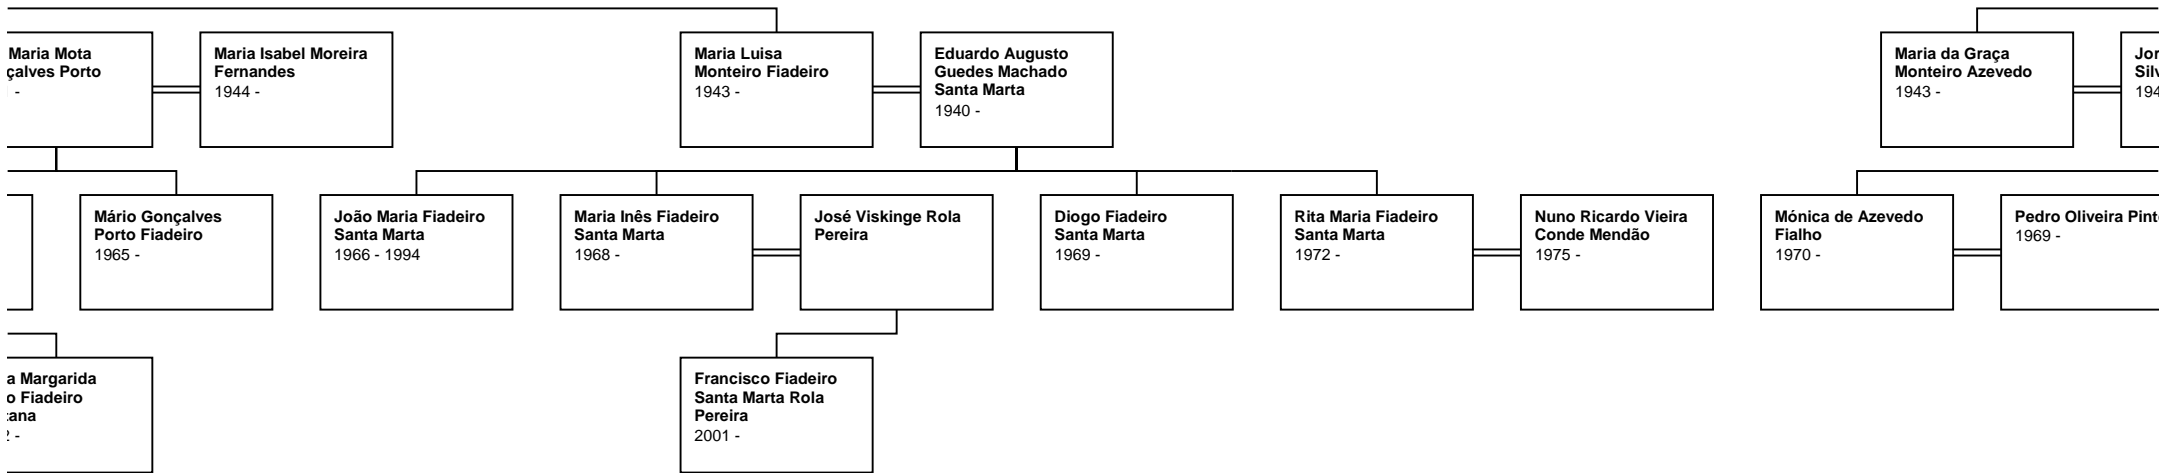 Maria Mota
Porto
-
Maria Isabel Moreira
Fernandes
1944 -
Maria Luisa
Monteiro Fiadeiro
1943 -
Eduardo Augusto
Guedes Machado
Santa Marta
1940 -
Maria da Graça
Monteiro Azevedo
1943 -
Mário Gonçalves
Porto Fiadeiro
1965 -
João Maria Fiadeiro
Santa Marta
1966 - 1994
Maria Inês Fiadeiro
Santa Marta
1968 -
José Viskinge Rola
Pereira
Diogo Fiadeiro
Santa Marta
1969 -
Rita Maria Fiadeiro
Santa Marta
1972 -
Nuno Ricardo Vieira
Conde Mendão
1975 -
Mónica de Azevedo
Fialho
1970 -
Pedro Oliveira
1969 -
Margarida
Fiadeiro
-
Francisco Fiadeiro
Santa Marta Rola
Pereira
2001 -